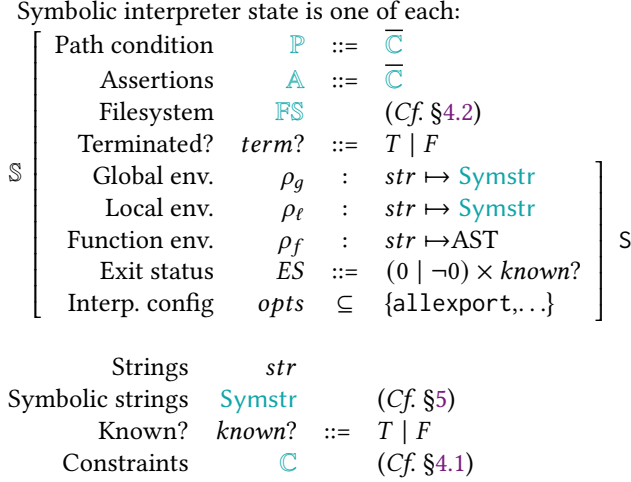 Symbolic interpreter state is one of each:
Path condition ℙ ::= ℂ̅
Assertions 𝔸 ::= ℂ̅
Filesystem 𝔽𝕊 (Cf. §4.2)
Terminated? term? ::= T | F
𝕊 Global env. ρg : str ↦ Symstr
Local env. ρℓ : str ↦ Symstr
Function env. ρf : str ↦AST S
Exit status ES ::= (0 | ¬0) × known?
Interp. config opts ⊆ {allexport,...}
Strings str
Symbolic strings Symstr (Cf. §5)
Known? known? ::= T | F
Constraints ℂ (Cf. §4.1)